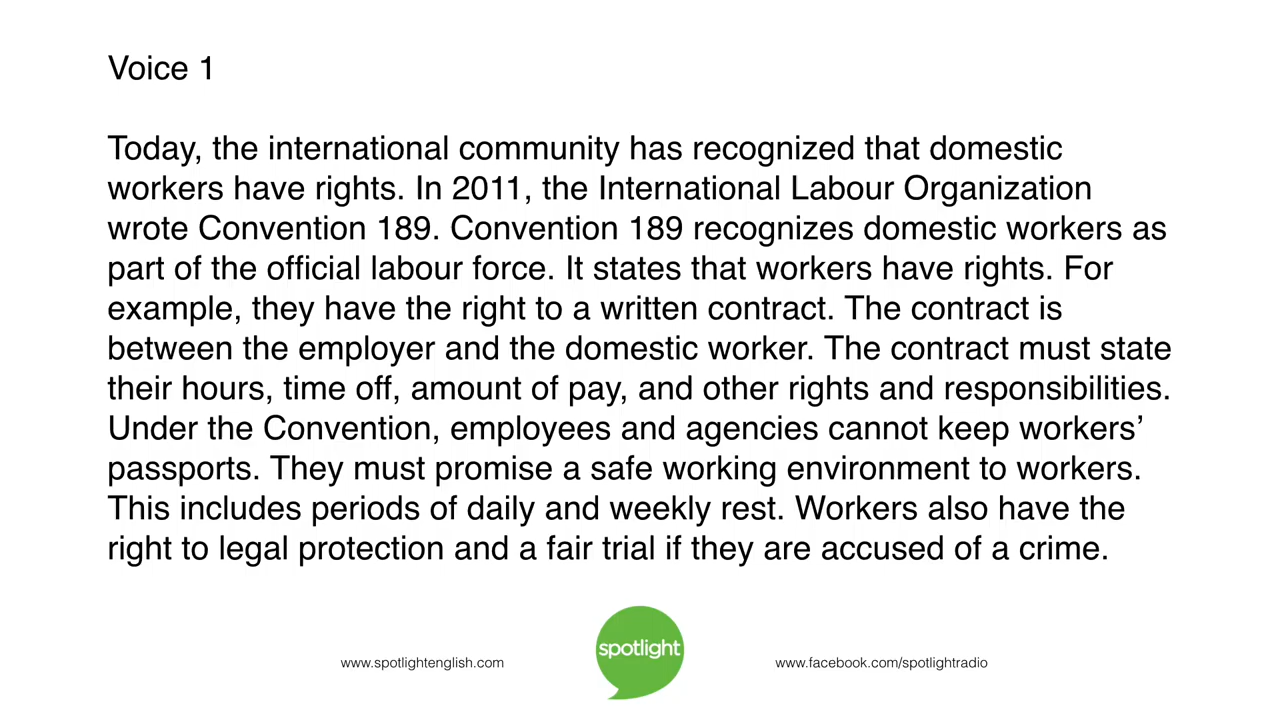 Voice 1
Today, the international community has recognized that domestic
workers have rights. In 2011, the International Labour Organization
wrote Convention 189. Convention 189 recognizes domestic workers as
part of the official labour force. It states that workers have rights. For
example, they have the right to a written contract. The contract is
between the employer and the domestic worker. The contract must state
their hours, time off, amount of pay, and other rights and responsibilities.
Under the Convention, employees and agencies cannot keep workers’
passports. They must promise a safe working environment to workers.
This includes periods of daily and weekly rest. Workers also have the
right to legal protection and a fair trial if they are accused of a crime.
www.spotlightenglish.com
spotlight
www.facebook.com/spotlightradio